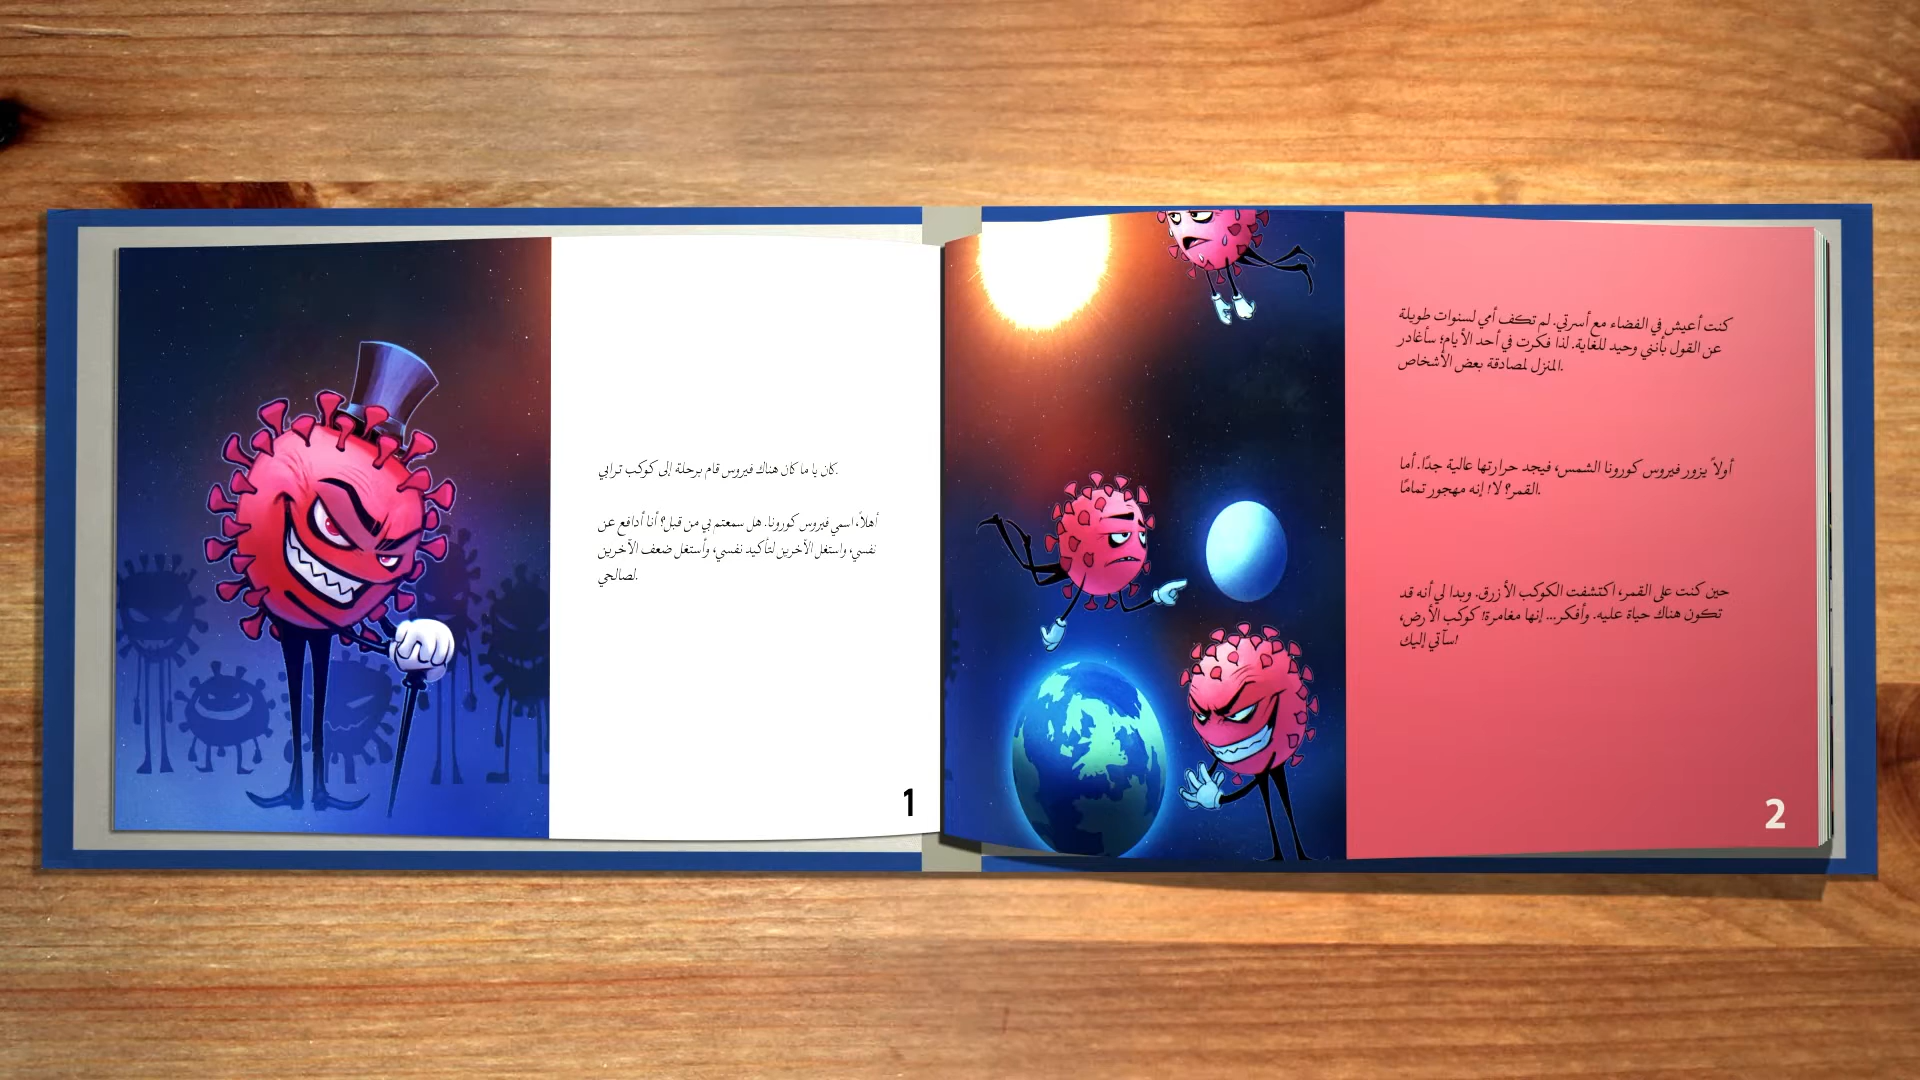 كان يا ما كان هناك فيروس قام برحلة إلى كوكب ترابي.
أهلاً، اسمي فيروس كورونا. هل سمعتم بي من قبل؟ أنا أدافع عن
نفسي، واستغل الآخرين لتأكيد نفسي، وأستغل ضعف الآخرين
لصالحي.
1
كنت أعيش في الفضاء مع أسرتي. لم تكف أمي لسنوات طويلة
عن القول بأنني وحيد للغاية. لذا فكرت في أحد الأيام؛ سأغادر
المنزل لمصادقة بعض الأشخاص.
أولاً يزور فيروس كورونا الشمس، فيجد حرارتها عالية جدًا. أما
القمر؟ لا! إنه مهجور تمامًا.
حين كنت على القمر، اكتشفت الكوكب الأزرق. وبدا لي أنه قد
تكون هناك حياة عليه. وأفكر... إنها مغامرة! كوكب الأرض،
سآتي إليك!
2